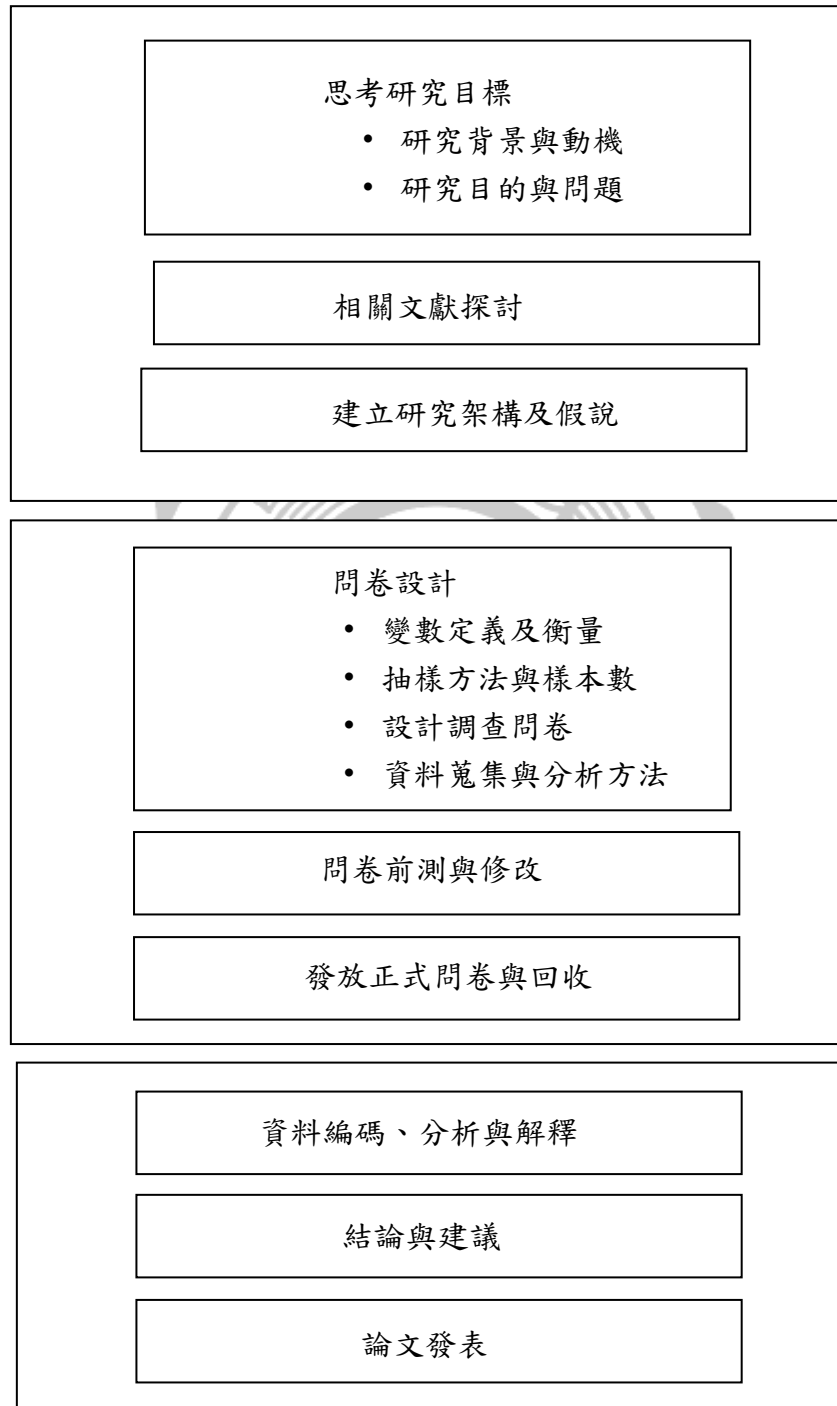 思考研究目標
• 研究背景與動機
• 研究目的與問題
相關文獻探討
建立研究架構及假說
問卷設計
• 變數定義及衡量
• 抽樣方法與樣本數
• 設計調查問卷
• 資料蒐集與分析方法
問卷前測與修改
發放正式問卷與回收
資料編碼、分析與解釋
結論與建議
論文發表